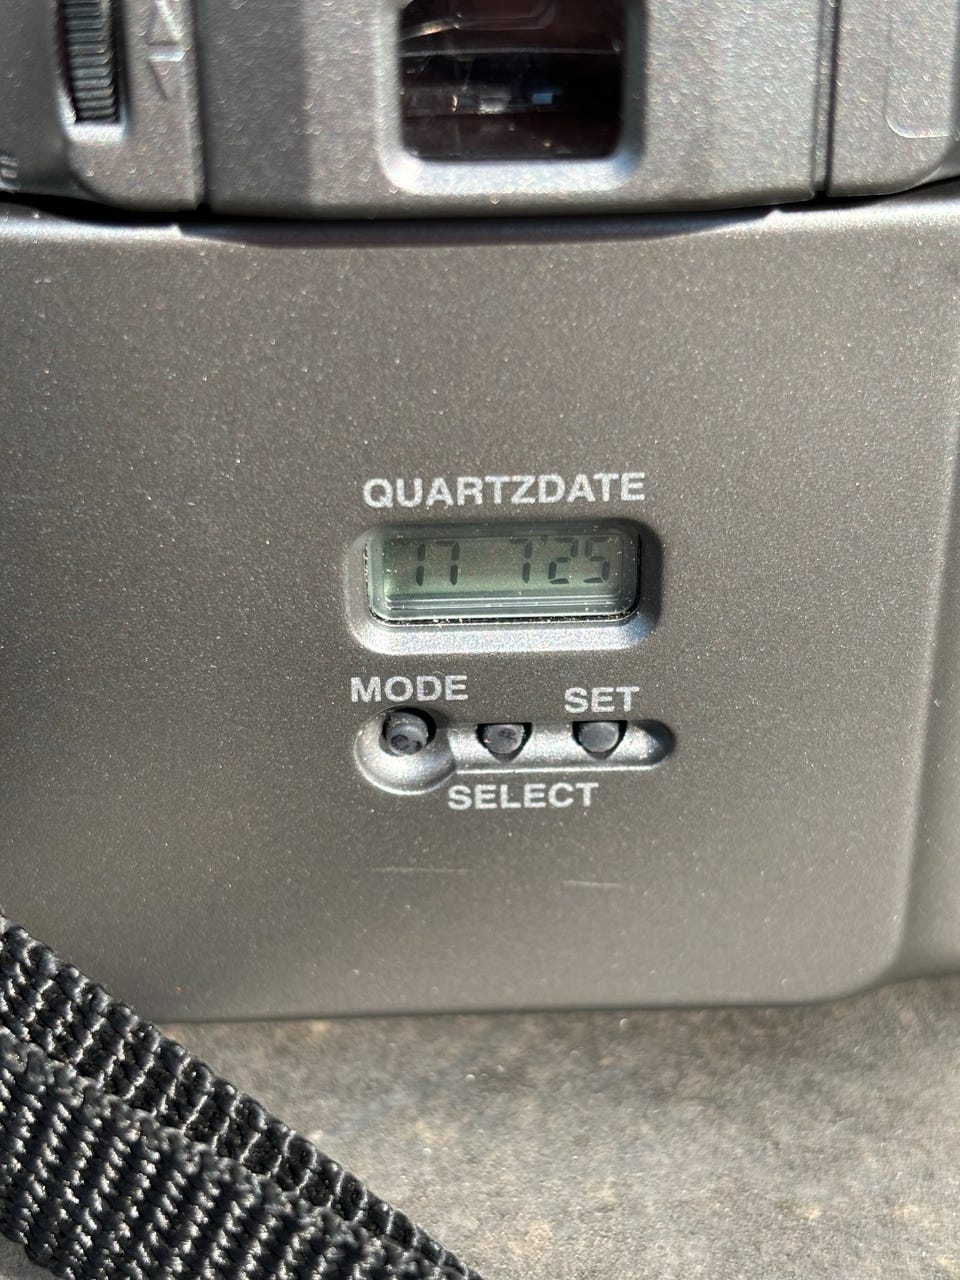 QUARTZDATE
17 7'25
MODE
SET
SELECT